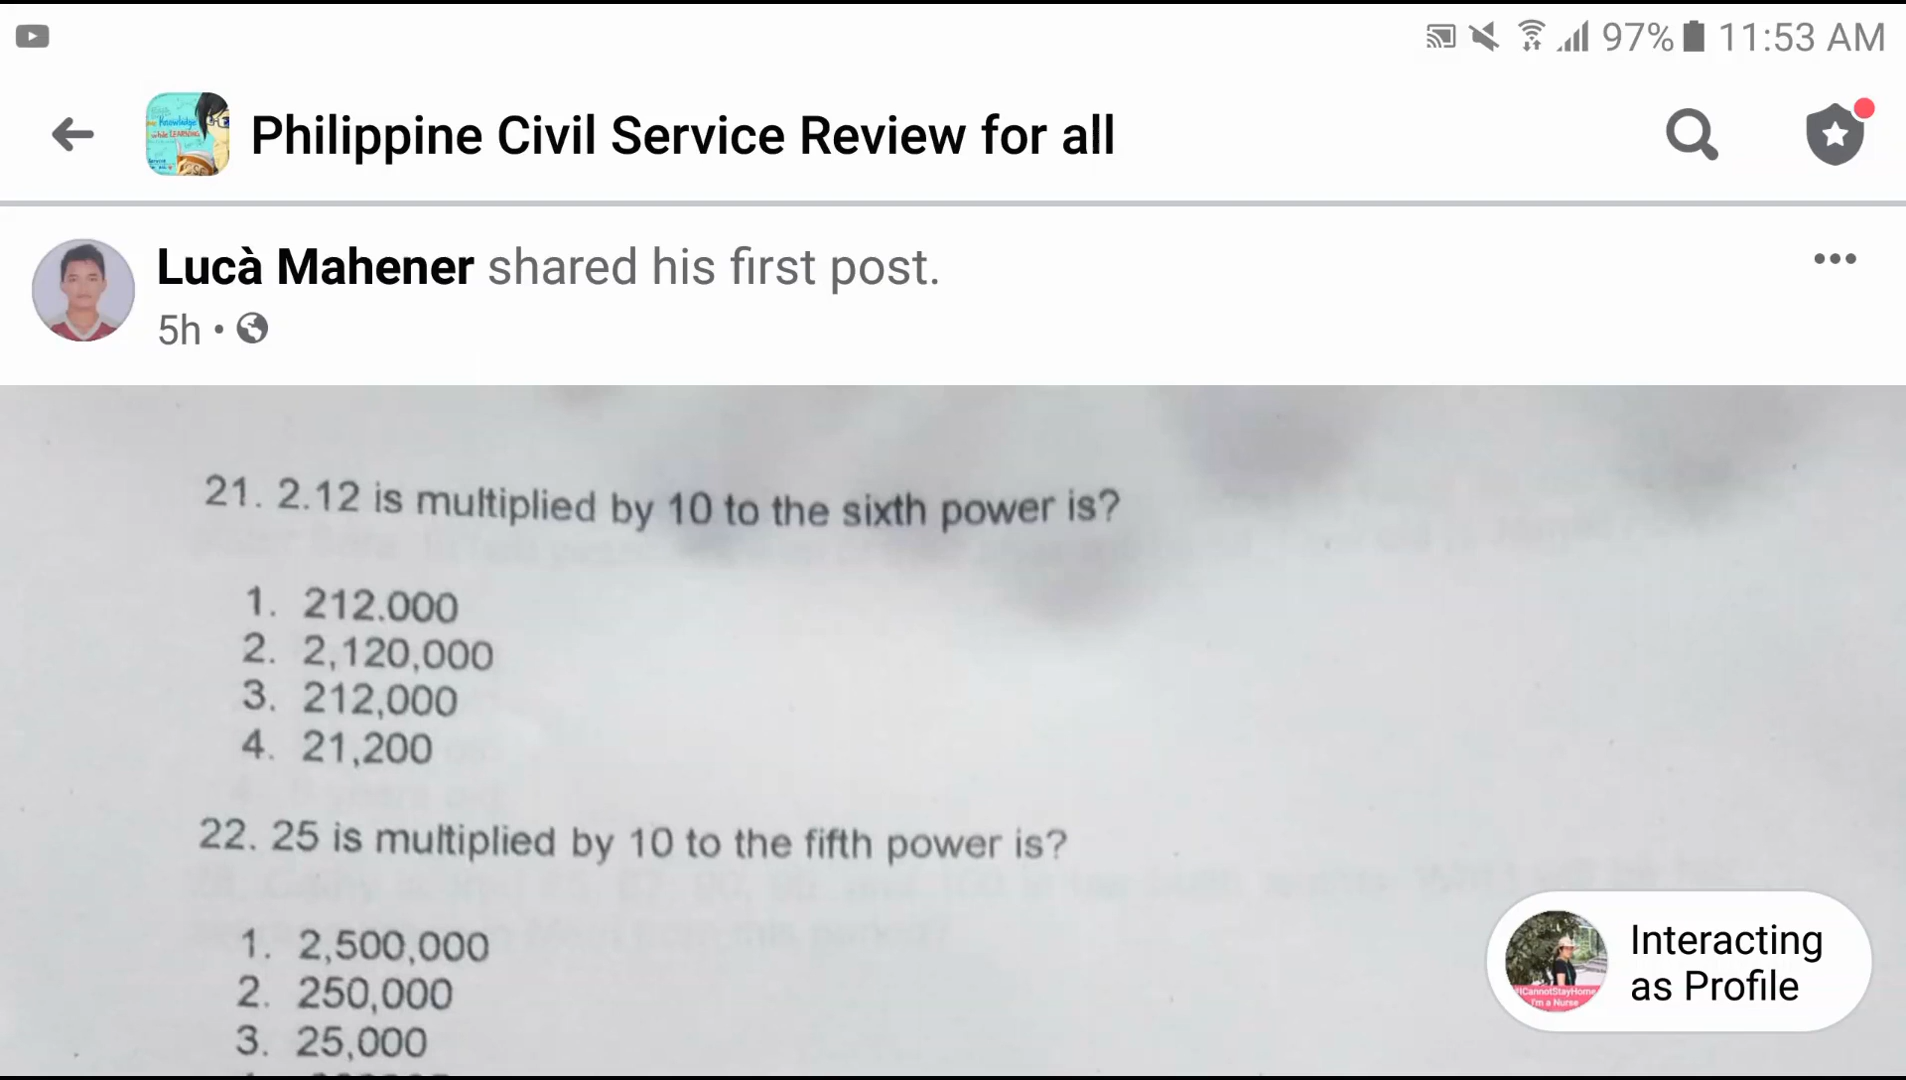 97% 11:53 AM
Philippine Civil Service Review for all
Lucà Mahener shared his first post.
5h •
21. 2.12 is multiplied by 10 to the sixth power is?
1. 212.000
2. 2,120,000
3. 212,000
4. 21,200
22. 25 is multiplied by 10 to the fifth power is?
1. 2,500,000
2. 250,000
3. 25,000
Interacting
as Profile
#ICannotStayHome
I'm a Nurse